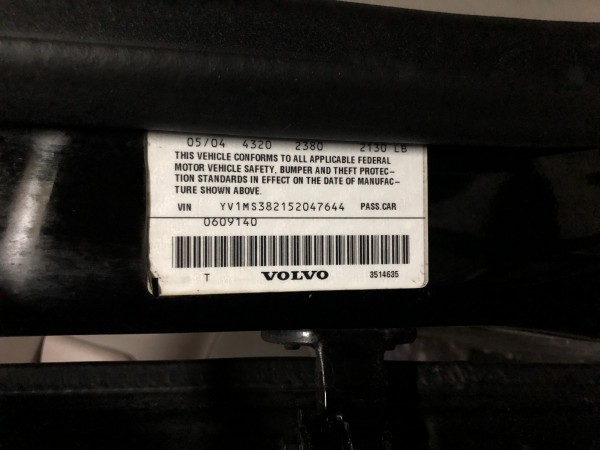 05/04 4320 2380 2130 LB
THIS VEHICLE CONFORMS TO ALL APPLICABLE FEDERAL
MOTOR VEHICLE SAFETY, BUMPER AND THEFT PROTEC-
TION STANDARDS IN EFFECT ON THE DATE OF MANUFAC-
TURE SHOWN ABOVE.
VIN YV1MS382152047644 PASS.CAR
0609140
T VOLVO 3514635